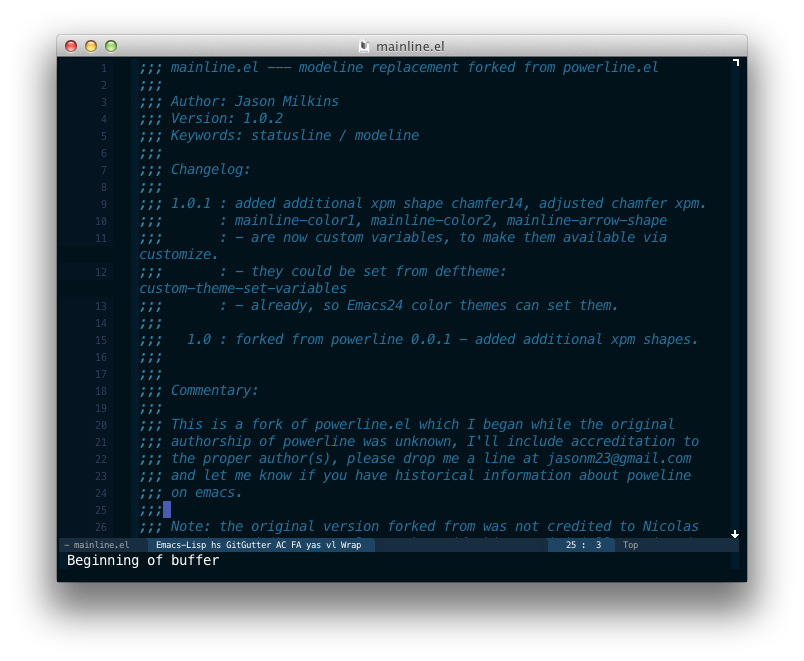 mainline.el
1 ;;; mainline.el --- modeline replacement forked from powerline.el
2 ;;;
3 ;;; Author: Jason Milkins
4 ;;; Version: 1.0.2
5 ;;; Keywords: statusline / modeline
6 ;;;
7 ;;; Changelog:
8 ;;;
9 ;;; 1.0.1 : added additional xpm shape chamfer14, adjusted chamfer xpm.
10 ;;;       : mainline-color1, mainline-color2, mainline-arrow-shape
11 ;;;       : - are now custom variables, to make them available via
customize.
12 ;;;       : - they could be set from deftheme:
custom-theme-set-variables
13 ;;;       : - already, so Emacs24 color themes can set them.
14 ;;;
15 ;;;   1.0 : forked from powerline 0.0.1 - added additional xpm shapes.
16 ;;;
17 ;;;
18 ;;; Commentary:
19 ;;;
20 ;;; This is a fork of powerline.el which I began while the original
21 ;;; authorship of powerline was unknown, I'll include accreditation to
22 ;;; the proper author(s), please drop me a line at jasonm23@gmail.com
23 ;;; and let me know if you have historical information about poweline
24 ;;; on emacs.
25 ;;;
26 ;;; Note: the original version forked from was not credited to Nicolas
- mainline.el Emacs-Lisp hs GitGutter AC FA yas vl Wrap 25 : 3 Top
Beginning of buffer